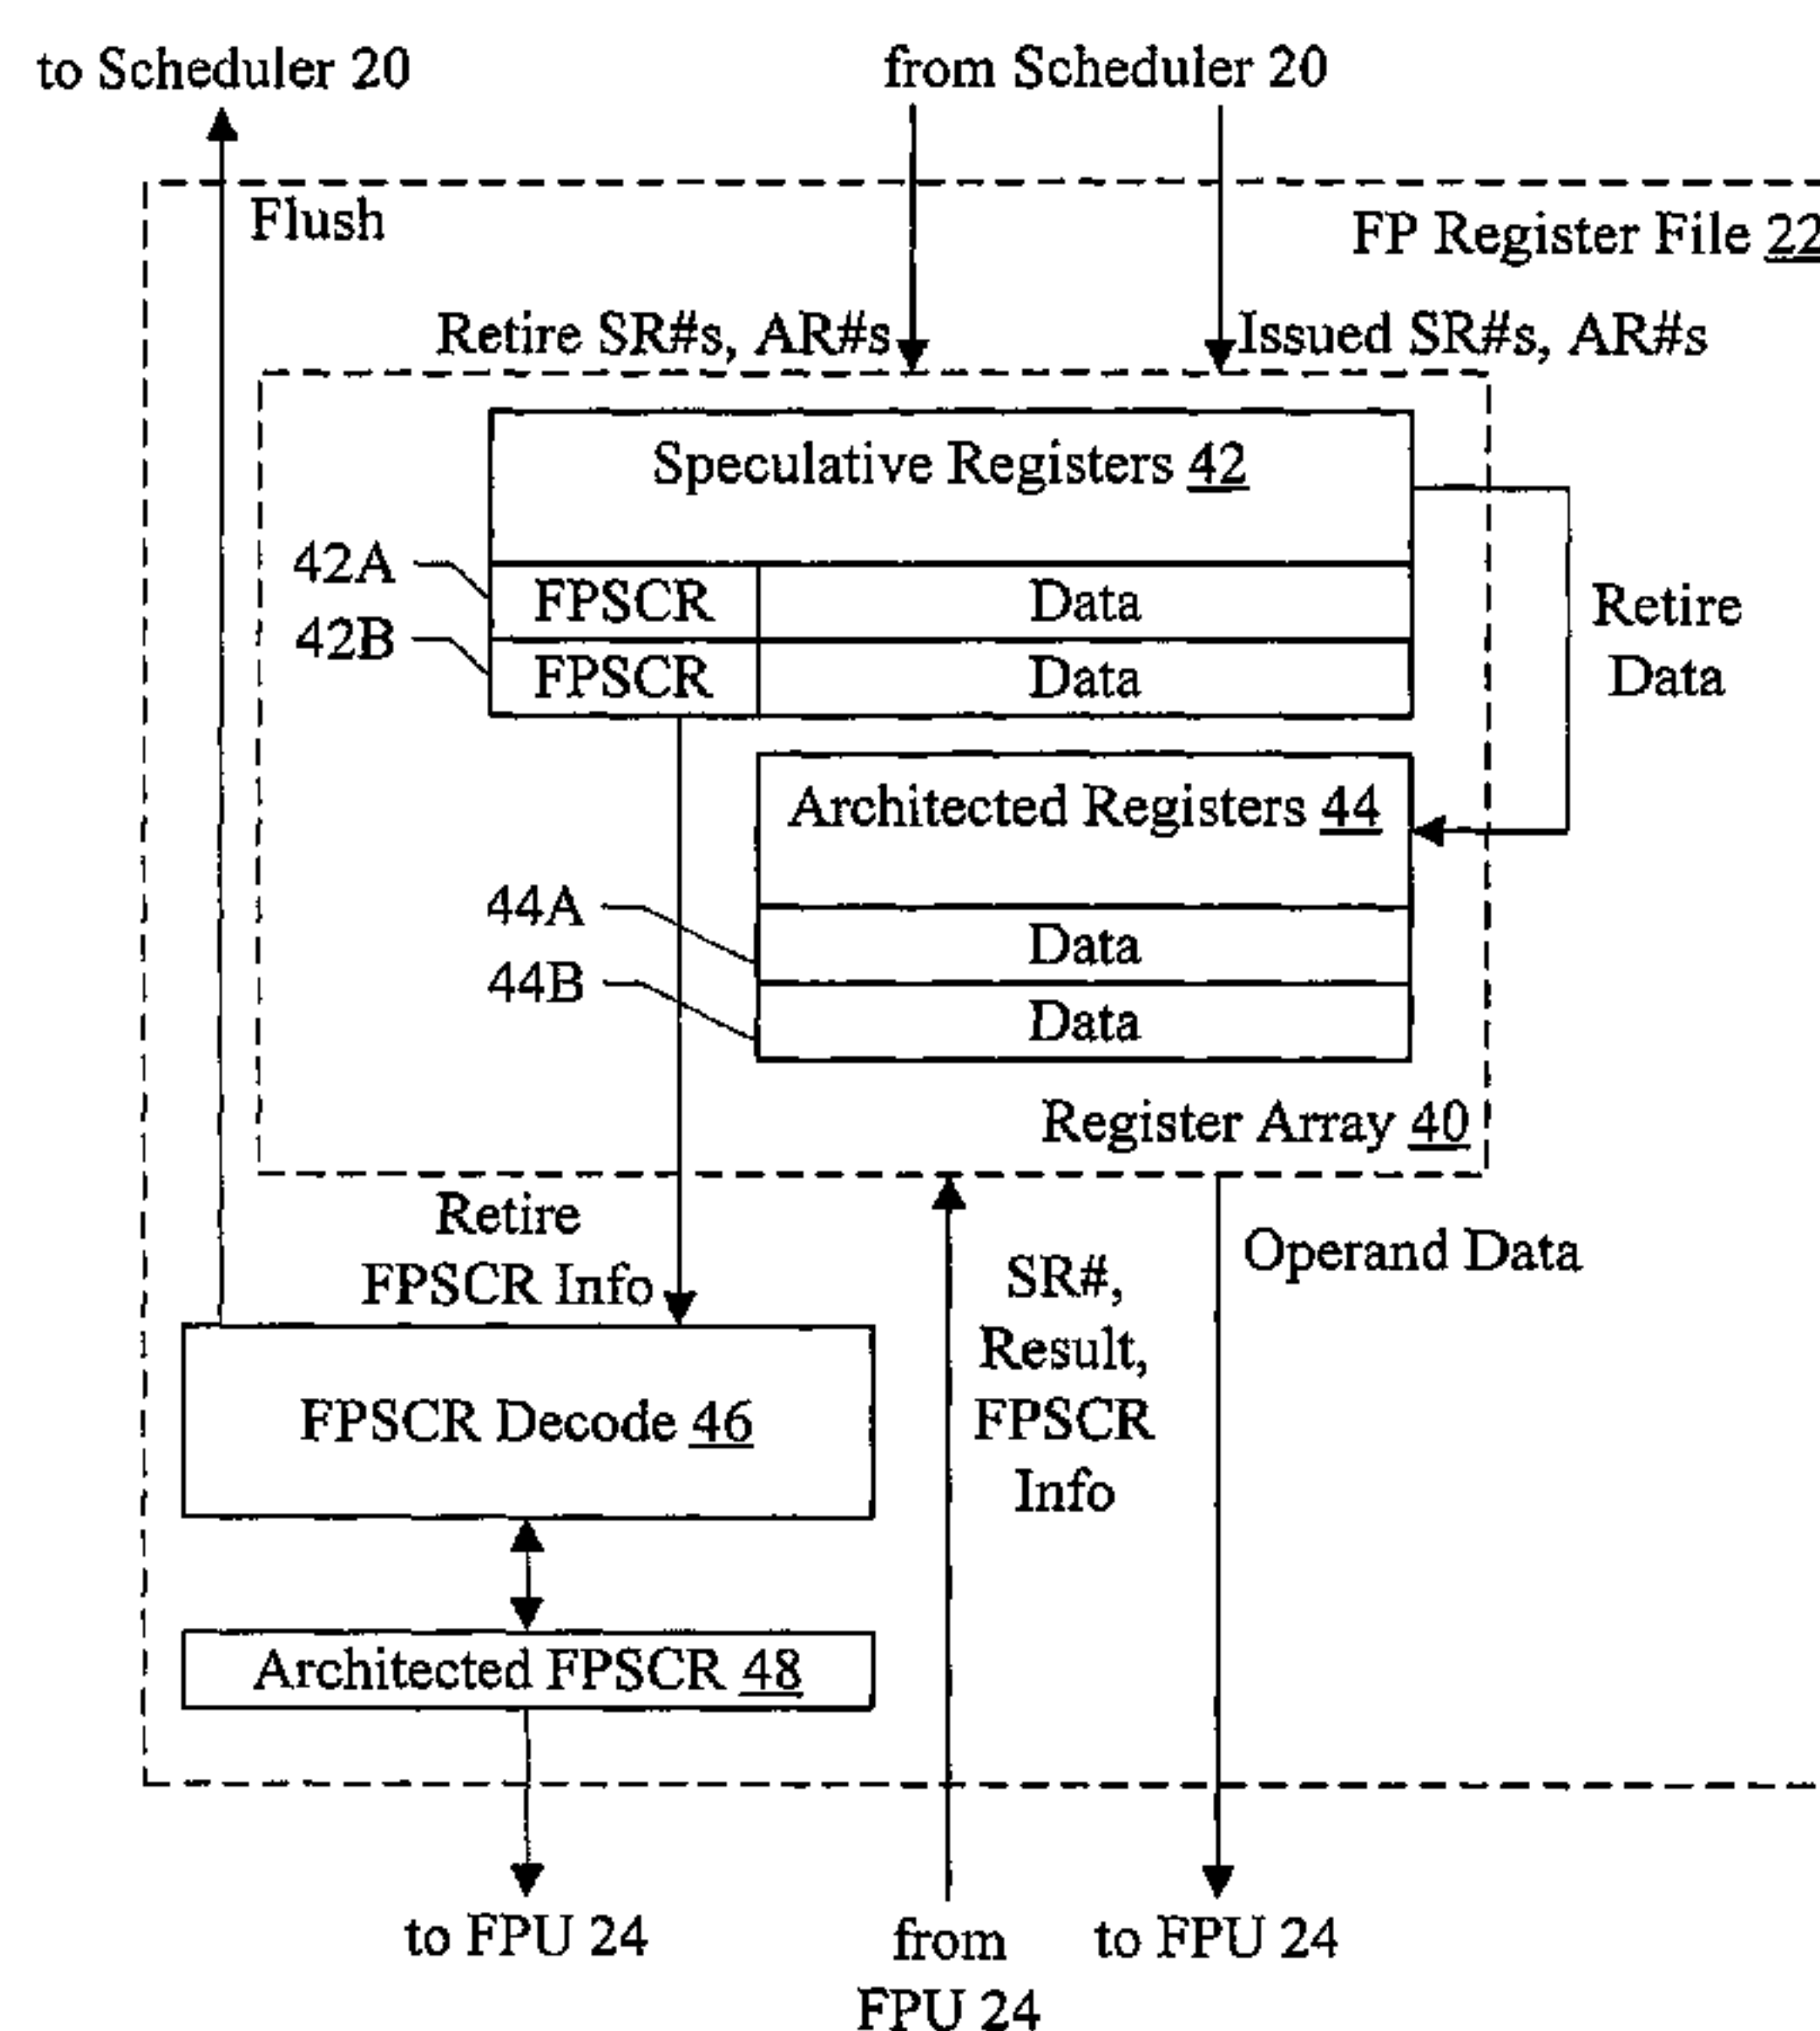 to Scheduler 20
from Scheduler 20
Flush
FP Register File 22
Retire SR#s, AR#s
Issued SR#s, AR#s
Speculative Registers 42
42A
FPSCR
Data
42B
FPSCR
Data
Retire
Data
Architected Registers 44
44A
Data
44B
Data
Register Array 40
Retire
FPSCR Info
SR#,
Result,
FPSCR
Info
Operand Data
FPSCR Decode 46
Architected FPSCR 48
to FPU 24
from
FPU 24
to FPU 24